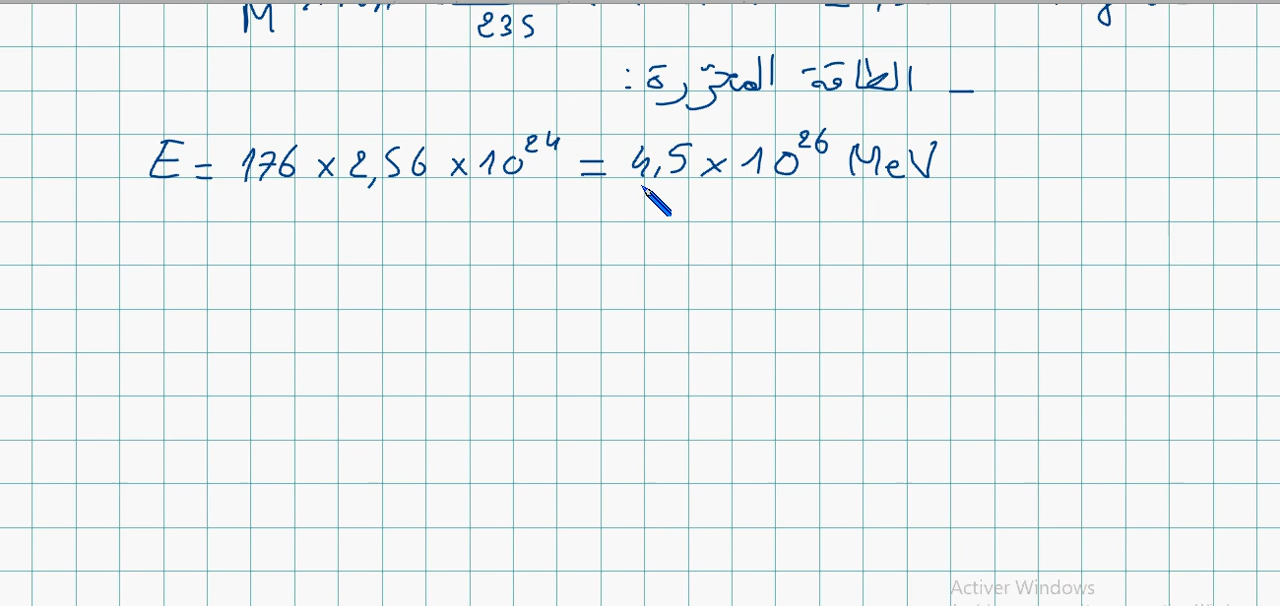 M 235
– الطاقة المحررة :
E = 176 × 2,56 × 10²⁴ = 4,5 × 10²⁶ MeV
Activer Windows